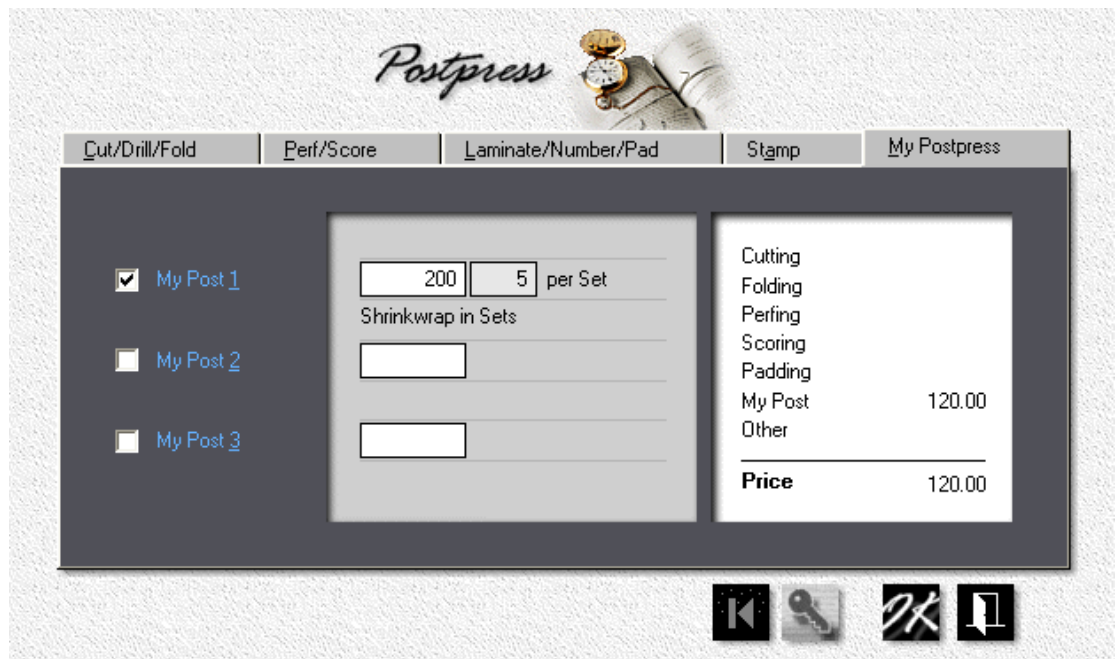 Postpress
Cut/Drill/Fold Perf/Score Laminate/Number/Pad Stamp My Postpress
My Post 1
200 5 per Set
Shrinkwrap in Sets
My Post 2
My Post 3
Cutting
Folding
Perfing
Scoring
Padding
My Post 120.00
Other
Price 120.00
OK